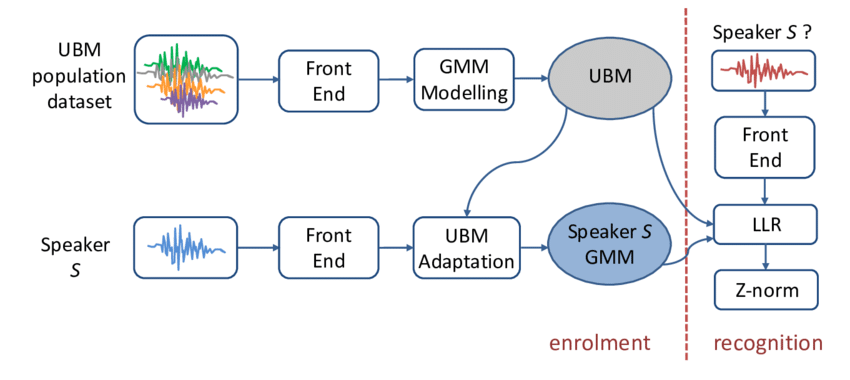 UBM
population
dataset
Front
End
GMM
Modelling
UBM
Speaker S ?
Front
End
LLR
Z-norm
Speaker
S
Front
End
UBM
Adaptation
Speaker S
GMM
enrolment
recognition